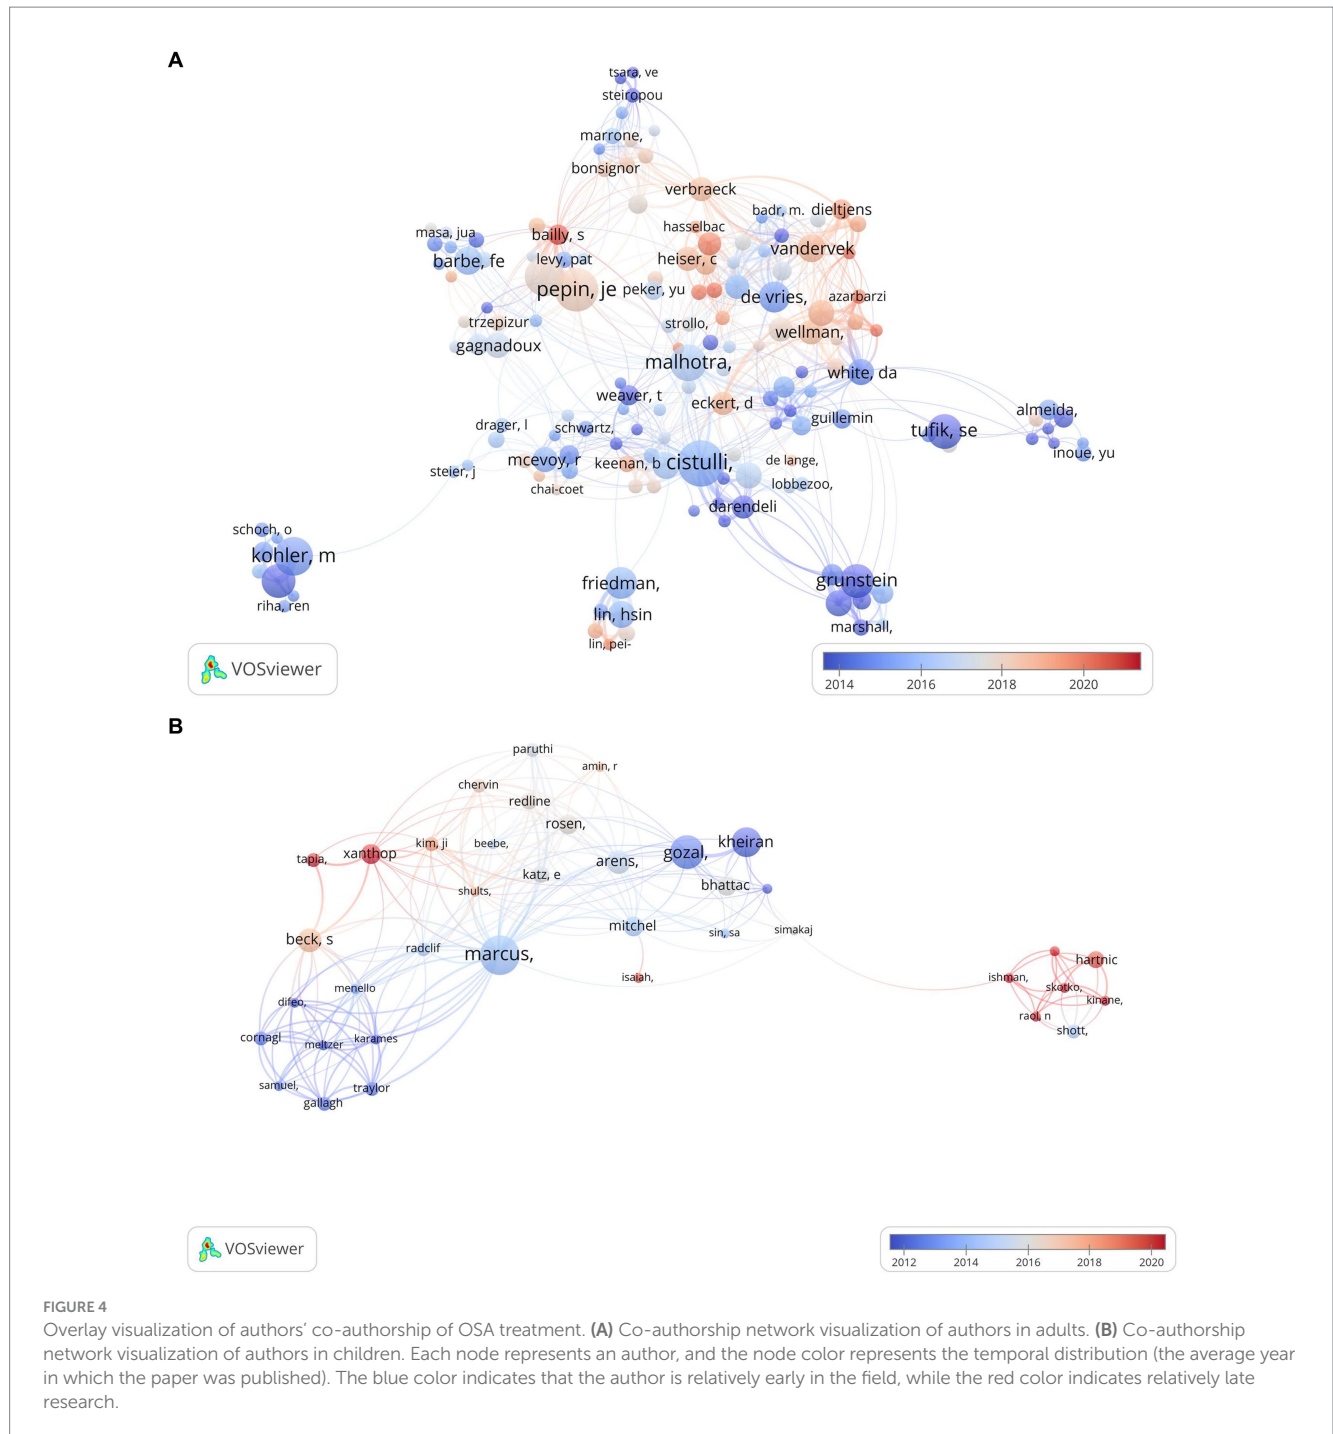 A
tsara, ve
steiropou
marrone,
bonsignor
verbraeck
badr, m.
dieltjens
masa, jua
bailly, s
hasselbac
vandervek
barbe, fe
levy, pat
heiser, c
pepin, je
peker, yu
de vries,
azarbarzi
trzepizur
strollo,
wellman,
gagnadoux
malhotra,
white, da
weaver, t
eckert, d
guillemin
almeida,
drager, l
schwartz,
tufik, se
inoue, yu
steier, j
mcevoy, r
keenan, b
cistulli,
de lange,
lobbezoo,
chai-coet
darendeli
schoch, o
kohler, m
riha, ren
friedman,
lin, hsin
lin, pei-
grunstein
marshall,
VOSviewer
2014 2016 2018 2020
B
paruthi
amin, r
chervin
redline
rosen,
kim, ji
beebe,
tapia,
xanthop
katz, e
arens,
gozal,
kheiran
shults,
bhattac
beck, s
radclif
marcus,
mitchel
sin, sa
simakaj
isaiah,
menello
difeo,
cornagl
meltzer
karames
samuel,
gallagh
traylor
hartnic
ishman,
skotko,
kinane,
raol, n
shott,
VOSviewer
2012 2014 2016 2018 2020
FIGURE 4
Overlay visualization of authors’ co-authorship of OSA treatment. (A) Co-authorship network visualization of authors in adults. (B) Co-authorship
network visualization of authors in children. Each node represents an author, and the node color represents the temporal distribution (the average year
in which the paper was published). The blue color indicates that the author is relatively early in the field, while the red color indicates relatively late
research.